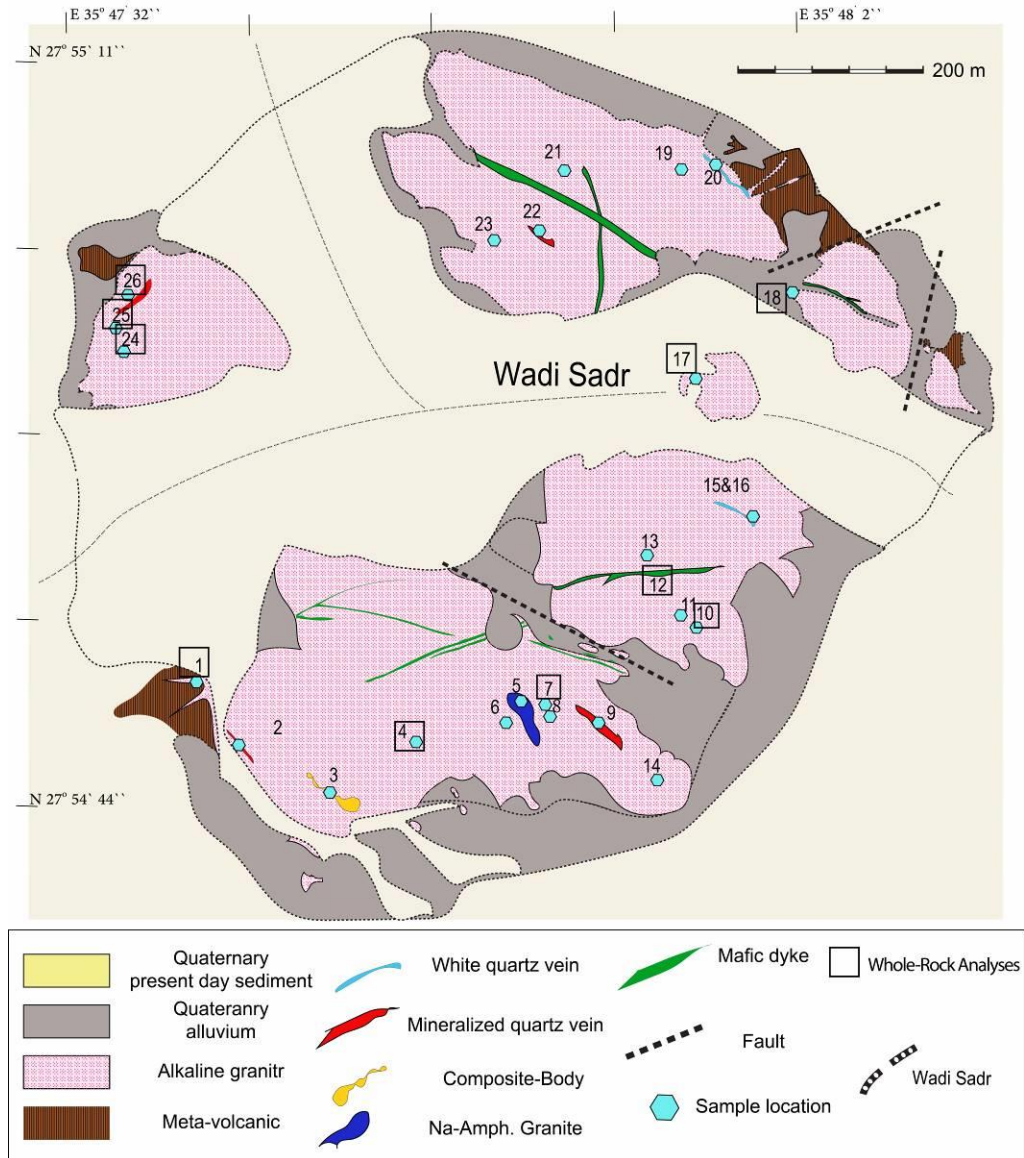 E 35° 47` 32``
E 35° 48` 2``
N 27° 55` 11``
200 m
21
19
20
22
23
26
25
24
18
17
Wadi Sadr
15&16
13
12
11
10
1
7
5
8
6
9
2
4
3
14
N 27° 54` 44``
Quaternary
present day sediment
Quateranry
alluvium
Alkaline granitr
Meta-volcanic
White quartz vein
Mineralized quartz vein
Composite-Body
Na-Amph. Granite
Mafic dyke
Fault
Sample location
Whole-Rock Analyses
Wadi Sadr